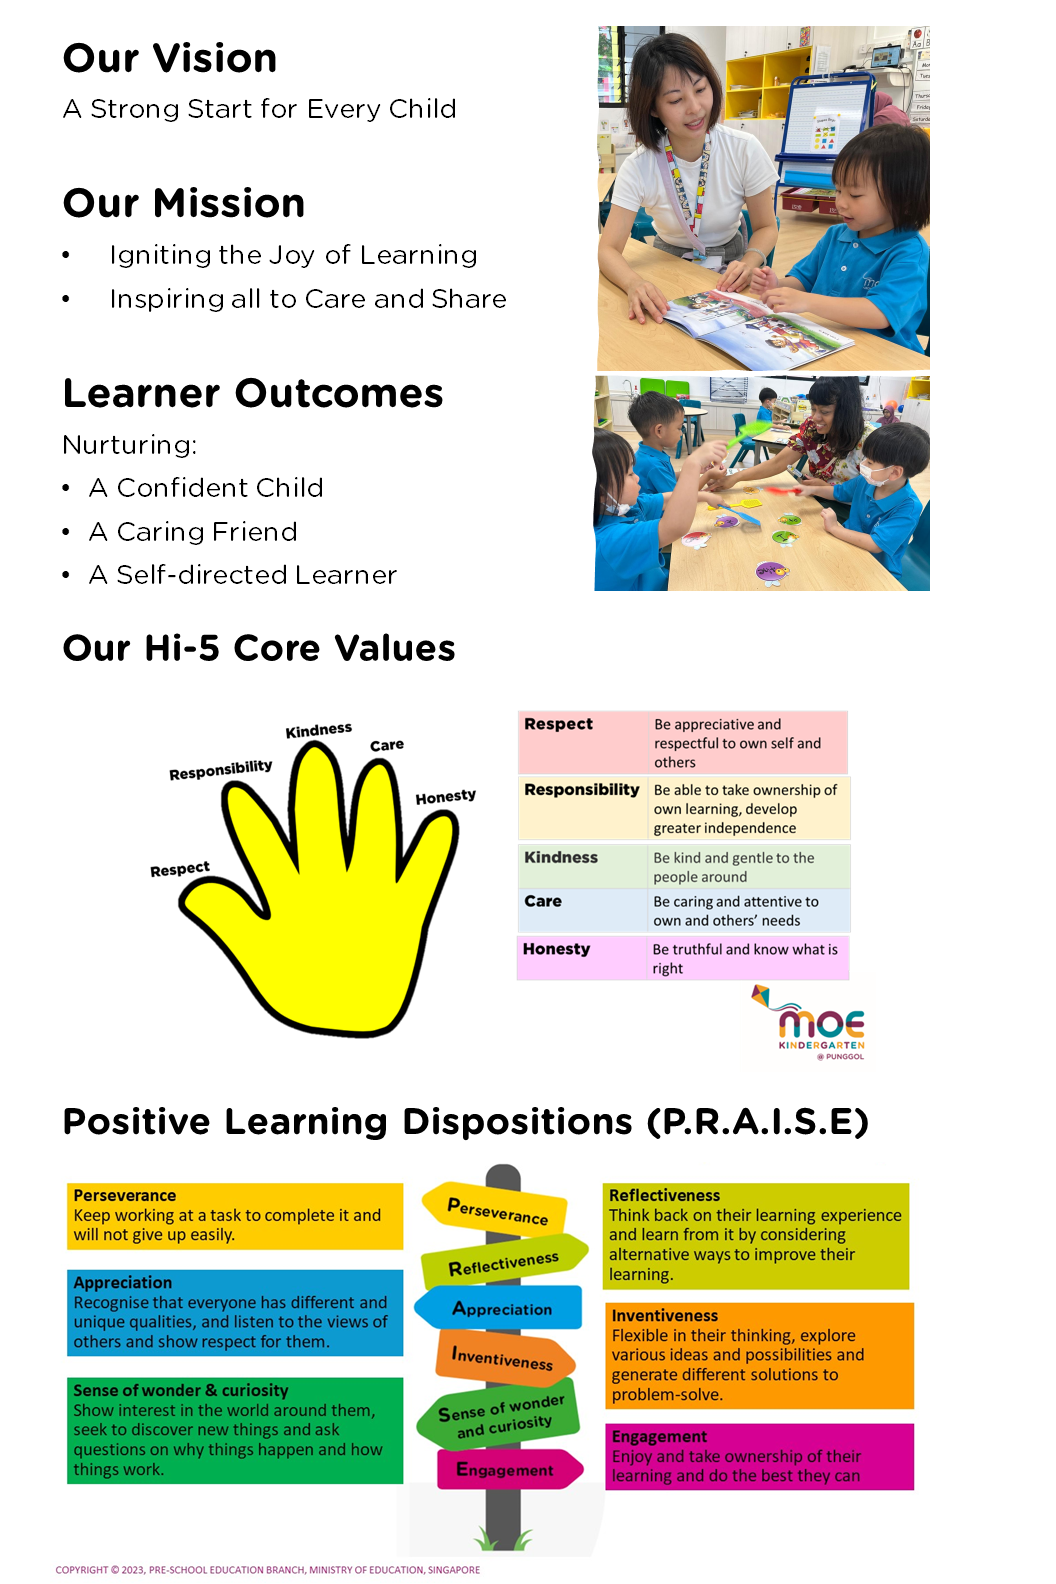 Our Vision
A Strong Start for Every Child
Our Mission
• Igniting the Joy of Learning
• Inspiring all to Care and Share
Learner Outcomes
Nurturing:
• A Confident Child
• A Caring Friend
• A Self-directed Learner
Our Hi-5 Core Values
Respect
Responsibility
Kindness
Care
Honesty
Respect
Be appreciative and
respectful to own self and
others
Responsibility
Be able to take ownership of
own learning, develop
greater independence
Kindness
Be kind and gentle to the
people around
Care
Be caring and attentive to
own and others' needs
Honesty
Be truthful and know what is
right
moe
KINDERGARTEN
@ PUNGGOL
Positive Learning Dispositions (P.R.A.I.S.E)
Perseverance
Keep working at a task to complete it and
will not give up easily.
Appreciation
Recognise that everyone has different and
unique qualities, and listen to the views of
others and show respect for them.
Sense of wonder & curiosity
Show interest in the world around them,
seek to discover new things and ask
questions on why things happen and how
things work.
Perseverance
Reflectiveness
Appreciation
Inventiveness
Sense of wonder
and curiosity
Engagement
Reflectiveness
Think back on their learning experience
and learn from it by considering
alternative ways to improve their
learning.
Inventiveness
Flexible in their thinking, explore
various ideas and possibilities and
generate different solutions to
problem-solve.
Engagement
Enjoy and take ownership of their
learning and do the best they can
COPYRIGHT © 2023, PRE-SCHOOL EDUCATION BRANCH, MINISTRY OF EDUCATION, SINGAPORE